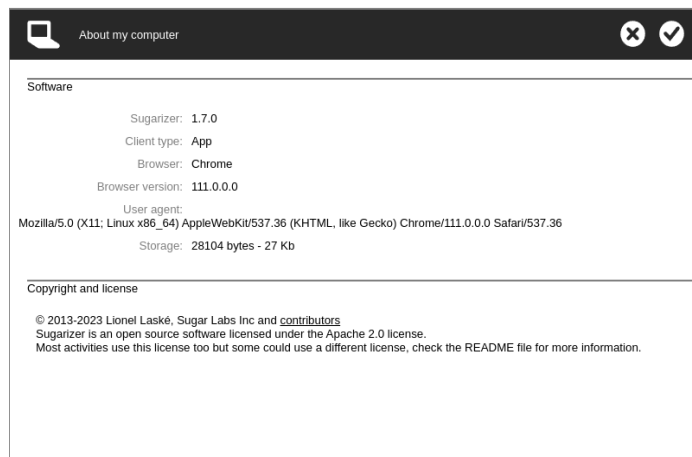 About my computer
Software
Sugarizer: 1.7.0
Client type: App
Browser: Chrome
Browser version: 111.0.0.0
User agent:
Mozilla/5.0 (X11; Linux x86_64) AppleWebKit/537.36 (KHTML, like Gecko) Chrome/111.0.0.0 Safari/537.36
Storage: 28104 bytes - 27 Kb
Copyright and license
© 2013-2023 Lionel Laské, Sugar Labs Inc and contributors
Sugarizer is an open source software licensed under the Apache 2.0 license.
Most activities use this license too but some could use a different license, check the README file for more information.